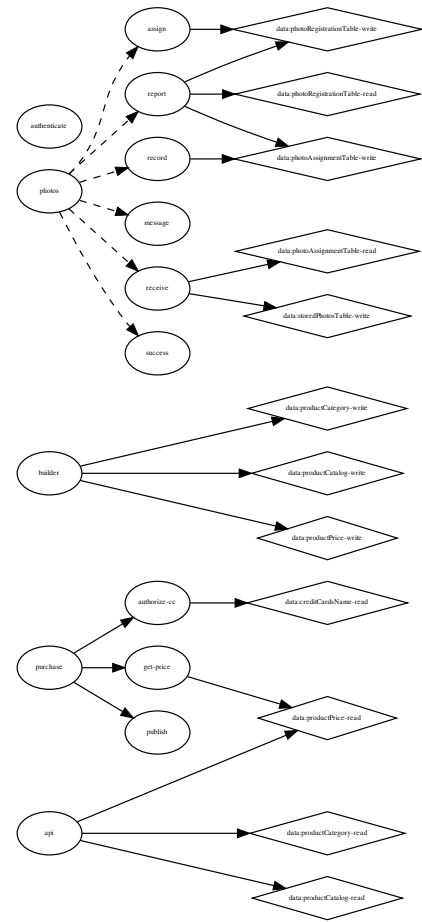 assign
data:photoRegistrationTable-write
report
data:photoRegistrationTable-read
authenticate
record
data:photoAssignmentTable-write
photos
message
data:photoAssignmentTable-read
receive
data:storedPhotosTable-write
success
data:productCategory-write
builder
data:productCatalog-write
data:productPrice-write
authorize-cc
data:creditCardsName-read
purchase
get-price
data:productPrice-read
publish
api
data:productCategory-read
data:productCatalog-read